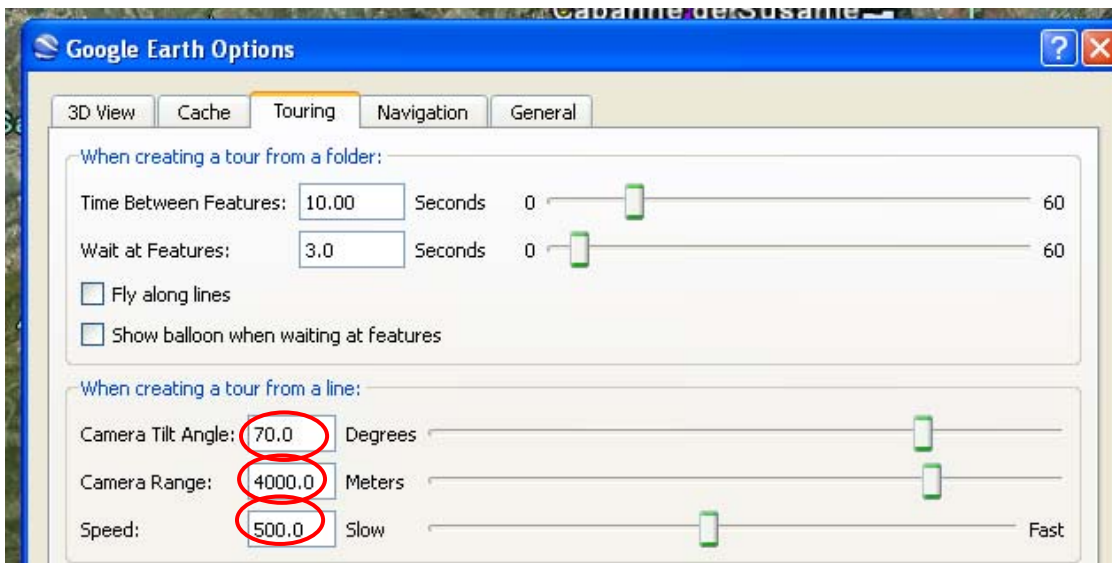 Cabanne de Susanne
Google Earth Options
3D View Cache Touring Navigation General
When creating a tour from a folder:
Time Between Features: 10.00 Seconds 0 60
Wait at Features: 3.0 Seconds 0 60
Fly along lines
Show balloon when waiting at features
When creating a tour from a line:
Camera Tilt Angle: 70.0 Degrees
Camera Range: 4000.0 Meters
Speed: 500.0 Slow Fast